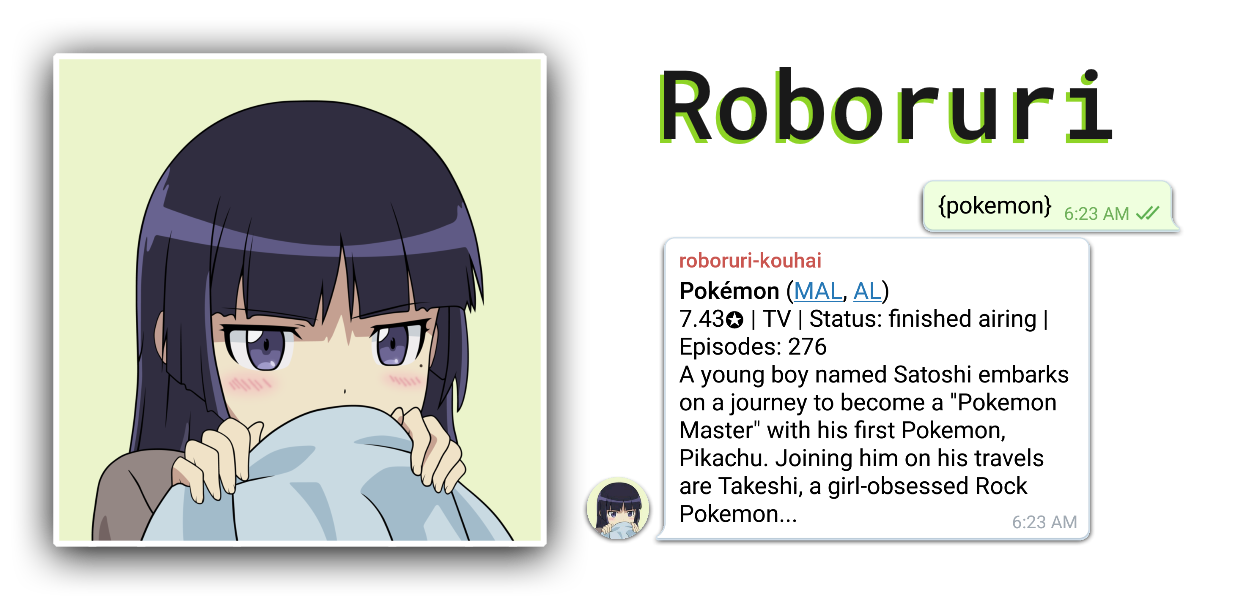 Roboruri
{pokemon} 6:23 AM
roboruri-kouhai
Pokémon (MAL, AL)
7.43✪ | TV | Status: finished airing |
Episodes: 276
A young boy named Satoshi embarks
on a journey to become a "Pokemon
Master" with his first Pokemon,
Pikachu. Joining him on his travels
are Takeshi, a girl-obsessed Rock
Pokemon...
6:23 AM